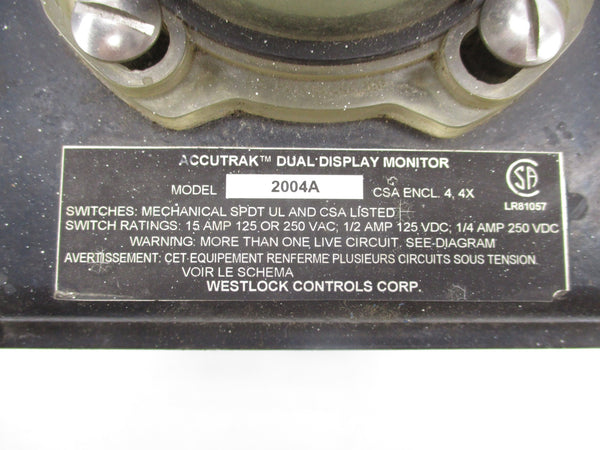 ACCUTRAK™ DUAL DISPLAY MONITOR
MODEL 2004A CSA ENCL. 4, 4X
SA
LR81057
SWITCHES: MECHANICAL SPDT UL AND CSA LISTED
SWITCH RATINGS: 15 AMP 125 OR 250 VAC, 1/2 AMP 125 VDC; 1/4 AMP 250 VDC
WARNING: MORE THAN ONE LIVE CIRCUIT. SEE-DIAGRAM
AVERTISSEMENT: CET EQUIPEMENT RENFERME PLUSIEURS CIRCUITS SOUS TENSION.
VOIR LE SCHEMA
WESTLOCK CONTROLS CORP.